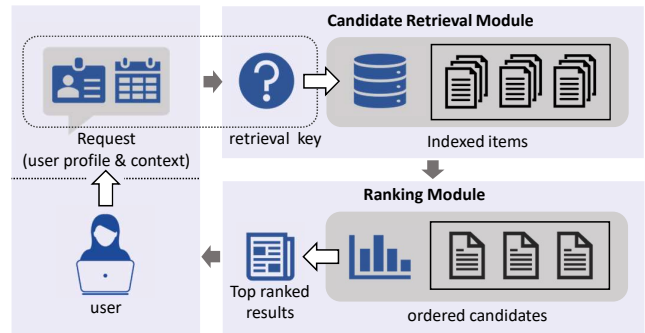 Candidate Retrieval Module
Request
(user profile & context)
retrieval key
Indexed items
Ranking Module
user
Top ranked
results
ordered candidates